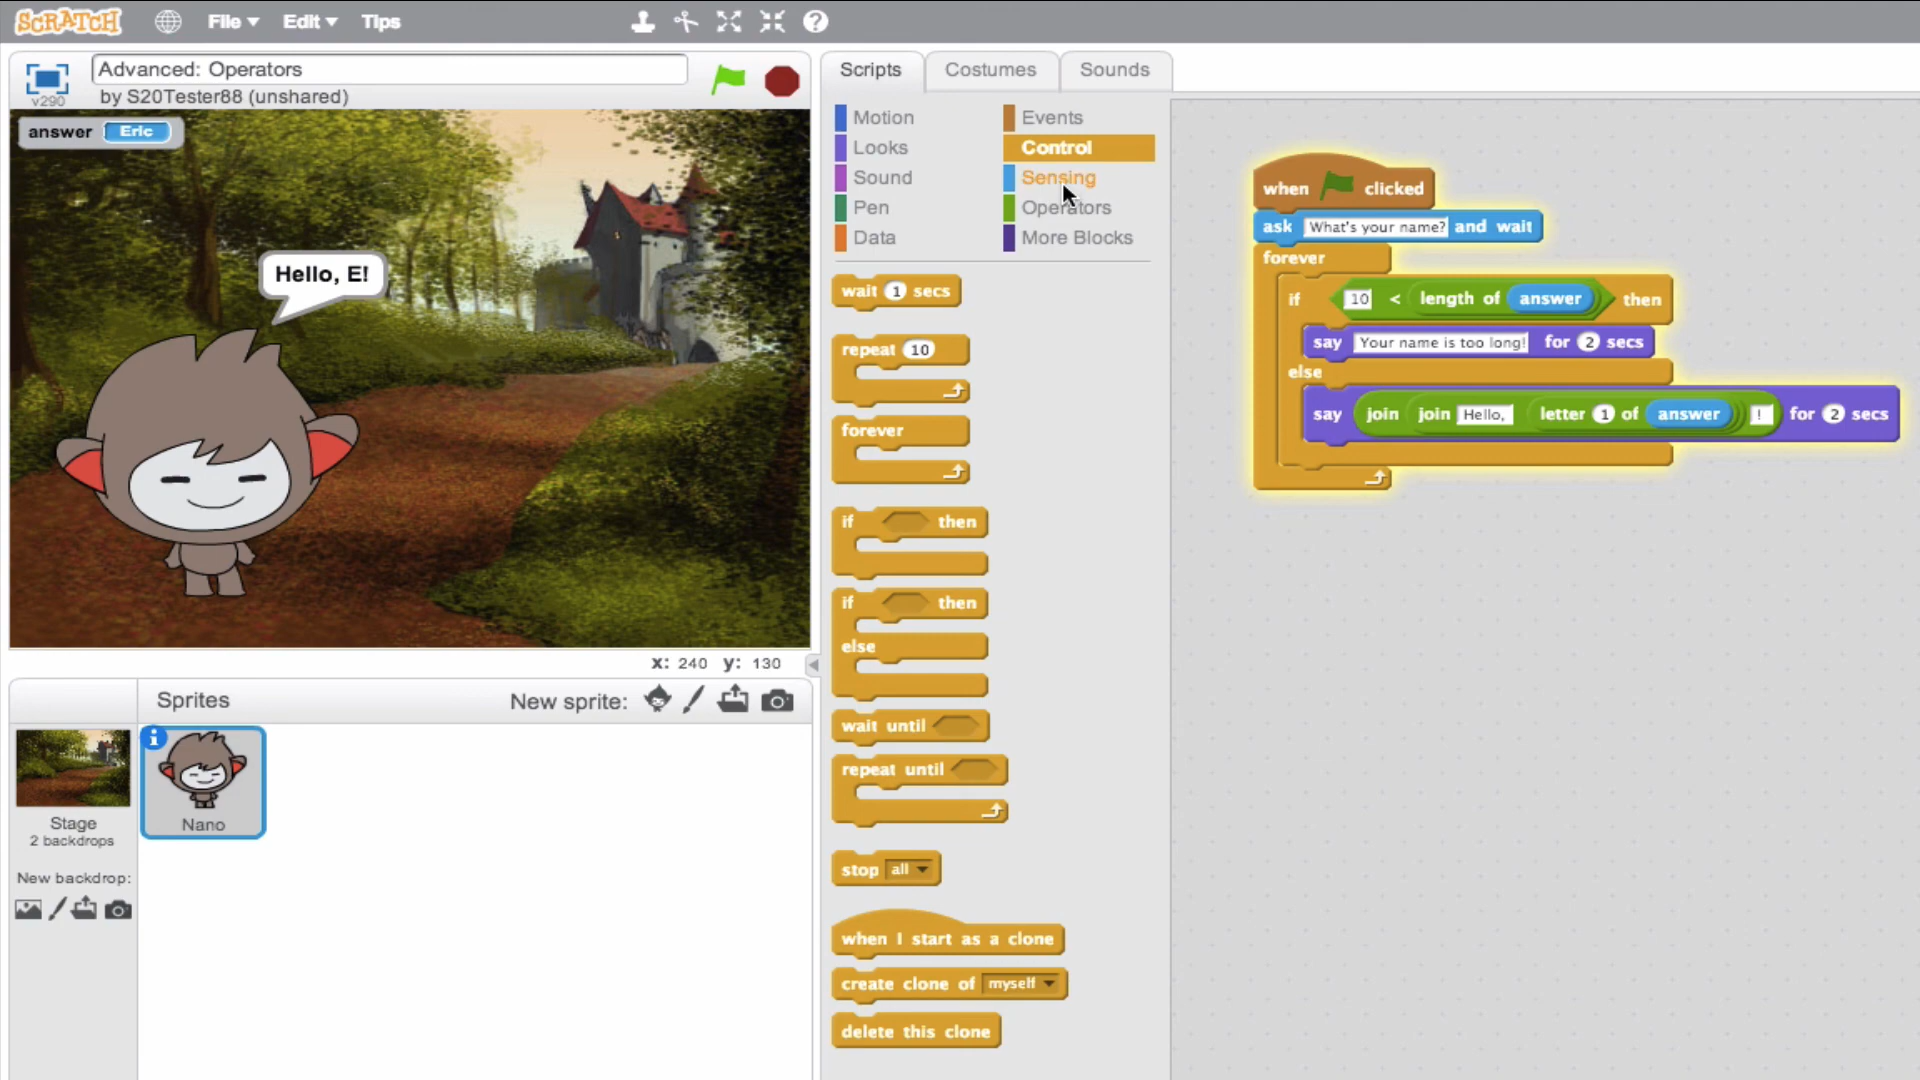 SCRATCH File Edit Tips
v290
Advanced: Operators
by S20Tester88 (unshared)
answer Eric
Hello, E!
x: 240 y: 130
Sprites
New sprite:
Nano
Stage
2 backdrops
New backdrop:
Scripts Costumes Sounds
Motion
Looks
Sound
Pen
Data
Events
Control
Sensing
Operators
More Blocks
wait 1 secs
repeat 10
forever
if then
if then
else
wait until
repeat until
stop all
when I start as a clone
create clone of myself
delete this clone
when clicked
ask What's your name? and wait
forever
if 10 < length of answer then
say Your name is too long! for 2 secs
else
say join join Hello, letter 1 of answer ! for 2 secs